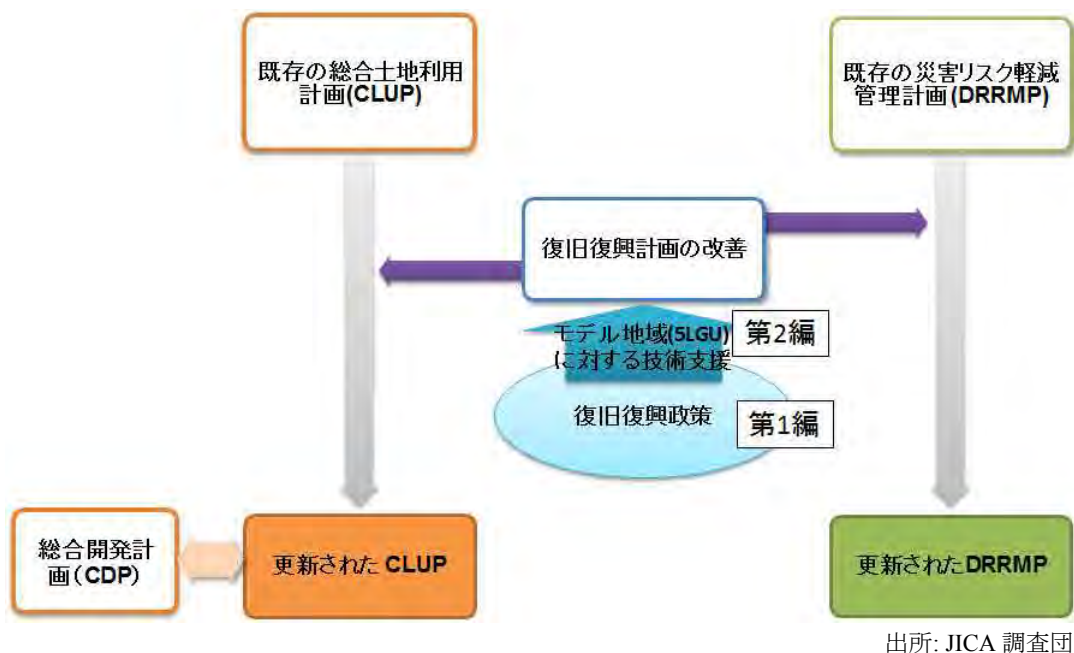 既存の総合土地利用
計画(CLUP)
既存の災害リスク軽減
管理計画(DRRMP)
復旧復興計画の改善
モデル地域(5LGU)
に対する技術支援
第2編
復旧復興政策
第1編
総合開発計
画(CDP)
更新された CLUP
更新されたDRRMP
出所: JICA 調査団